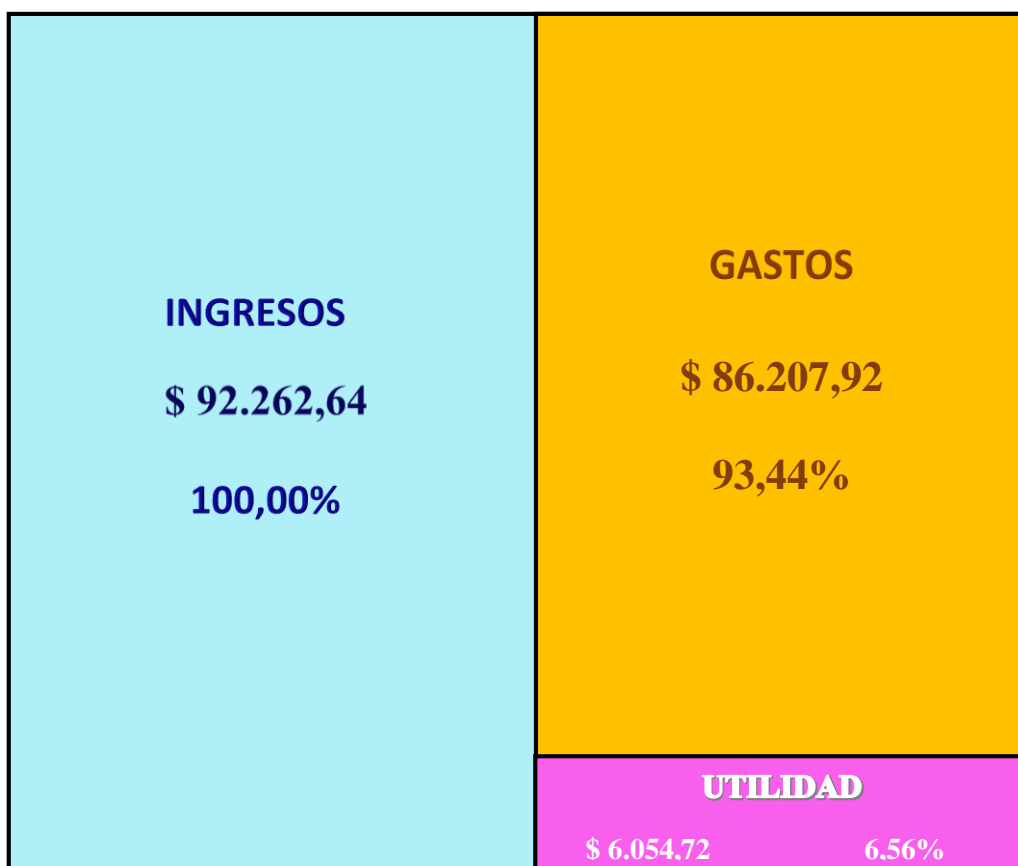 INGRESOS
$ 92.262,64
100,00%
GASTOS
$ 86.207,92
93,44%
UTILIDAD
$ 6.054,72 6,56%